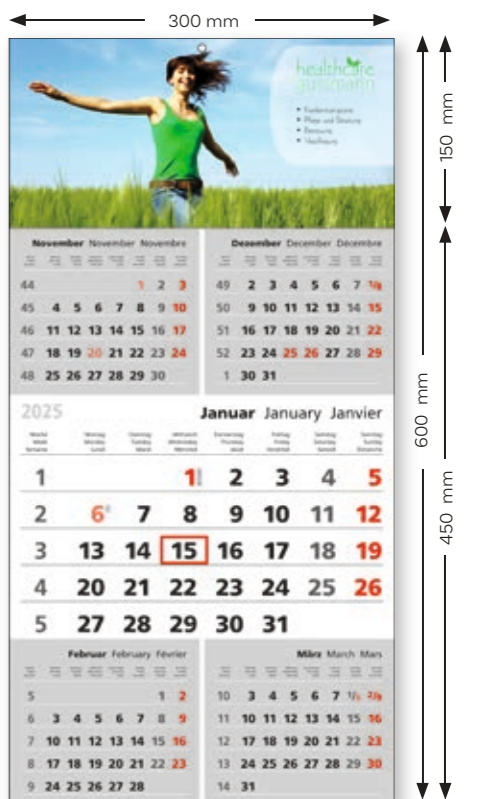 300 mm
healthcare
gussmann
150 mm
600 mm
450 mm
November November Novembre
44 1 2 3
45 4 5 6 7 8 9 10
46 11 12 13 14 15 16 17
47 18 19 20 21 22 23 24
48 25 26 27 28 29 30
Dezember December Décembre
49 2 3 4 5 6 7 1/8
50 9 10 11 12 13 14 15
51 16 17 18 19 20 21 22
52 23 24 25 26 27 28 29
1 30 31
2025 Januar January Janvier
1 1 2 3 4 5
2 6 7 8 9 10 11 12
3 13 14 15 16 17 18 19
4 20 21 22 23 24 25 26
5 27 28 29 30 31
Februar February Février
5 1 2
6 3 4 5 6 7 8 9
7 10 11 12 13 14 15 16
8 17 18 19 20 21 22 23
9 24 25 26 27 28
März March Mars
10 3 4 5 6 7 1/8 2/9
11 10 11 12 13 14 15 16
12 17 18 19 20 21 22 23
13 24 25 26 27 28 29 30
14 31